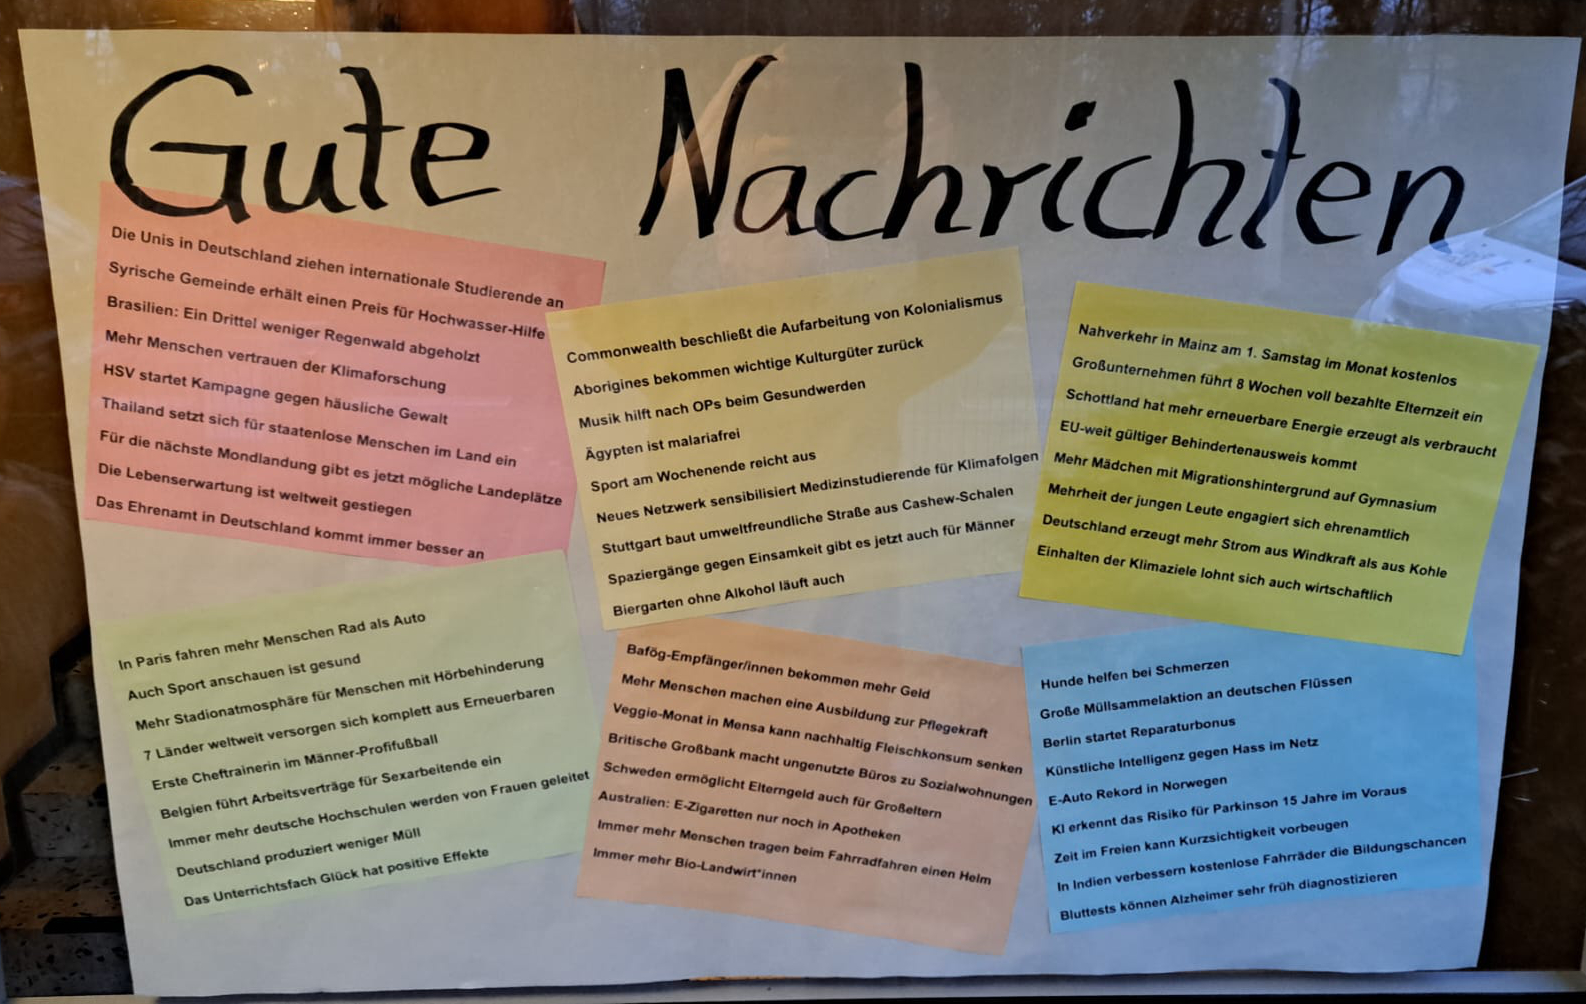 Gute Nachrichten
Die Unis in Deutschland ziehen internationale Studierende an
Syrische Gemeinde erhält einen Preis für Hochwasser-Hilfe
Brasilien: Ein Drittel weniger Regenwald abgeholzt
Mehr Menschen vertrauen der Klimaforschung
HSV startet Kampagne gegen häusliche Gewalt
Thailand setzt sich für staatenlose Menschen im Land ein
Für die nächste Mondlandung gibt es jetzt mögliche Landeplätze
Die Lebenserwartung ist weltweit gestiegen
Das Ehrenamt in Deutschland kommt immer besser an
Commonwealth beschließt die Aufarbeitung von Kolonialismus
Aborigines bekommen wichtige Kulturgüter zurück
Musik hilft nach OPs beim Gesundwerden
Ägypten ist malariafrei
Sport am Wochenende reicht aus
Neues Netzwerk sensibilisiert Medizinstudierende für Klimafolgen
Stuttgart baut umweltfreundliche Straße aus Cashew-Schalen
Spaziergänge gegen Einsamkeit gibt es jetzt auch für Männer
Biergarten ohne Alkohol läuft auch
Nahverkehr in Mainz am 1. Samstag im Monat kostenlos
Großunternehmen führt 8 Wochen voll bezahlte Elternzeit ein
Schottland hat mehr erneuerbare Energie erzeugt als verbraucht
EU-weit gültiger Behindertenausweis kommt
Mehr Mädchen mit Migrationshintergrund auf Gymnasium
Mehrheit der jungen Leute engagiert sich ehrenamtlich
Deutschland erzeugt mehr Strom aus Windkraft als aus Kohle
Einhalten der Klimaziele lohnt sich auch wirtschaftlich
In Paris fahren mehr Menschen Rad als Auto
Auch Sport anschauen ist gesund
Mehr Stadionatmosphäre für Menschen mit Hörbehinderung
7 Länder weltweit versorgen sich komplett aus Erneuerbaren
Erste Cheftrainerin im Männer-Profifußball
Belgien führt Arbeitsverträge für Sexarbeitende ein
Immer mehr deutsche Hochschulen werden von Frauen geleitet
Deutschland produziert weniger Müll
Das Unterrichtsfach Glück hat positive Effekte
Bafög-Empfänger/innen bekommen mehr Geld
Mehr Menschen machen eine Ausbildung zur Pflegekraft
Veggie-Monat in Mensa kann nachhaltig Fleischkonsum senken
Britische Großbank macht ungenutzte Büros zu Sozialwohnungen
Schweden ermöglicht Elterngeld auch für Großeltern
Australien: E-Zigaretten nur noch in Apotheken
Immer mehr Menschen tragen beim Fahrradfahren einen Helm
Immer mehr Bio-Landwirt*innen
Hunde helfen bei Schmerzen
Große Müllsammelaktion an deutschen Flüssen
Berlin startet Reparaturbonus
Künstliche Intelligenz gegen Hass im Netz
E-Auto Rekord in Norwegen
KI erkennt das Risiko für Parkinson 15 Jahre im Voraus
Zeit im Freien kann Kurzsichtigkeit vorbeugen
In Indien verbessern kostenlose Fahrräder die Bildungschancen
Bluttests können Alzheimer sehr früh diagnostizieren